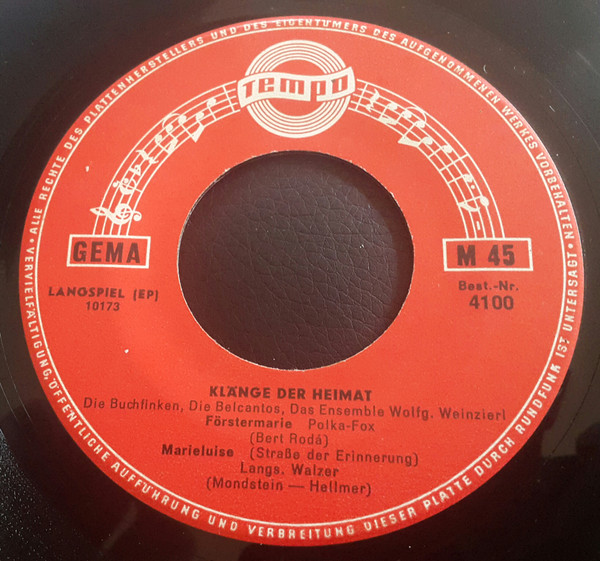 ALLE RECHTE DES PLATTENHERSTELLERS UND DES EIGENTÜMERS DES AUFGENOMMENEN WERKES VORBEHALTEN • VERVIELFÄLTIGUNG, ÖFFENTLICHE AUFFÜHRUNG UND VERBREITUNG DIESER PLATTE DURCH RUNDFUNK IST UNTERSAGT •
TEMPO
GEMA
M 45
LANGSPIEL (EP)
10173
Best.-Nr.
4100
KLÄNGE DER HEIMAT
Die Buchfinken, Die Belcantos, Das Ensemble Wolfg. Weinzierl
Förstermarie Polka-Fox
(Bert Rodá)
Marieluise (Straße der Erinnerung)
Langs. Walzer
(Mondstein — Hellmer)